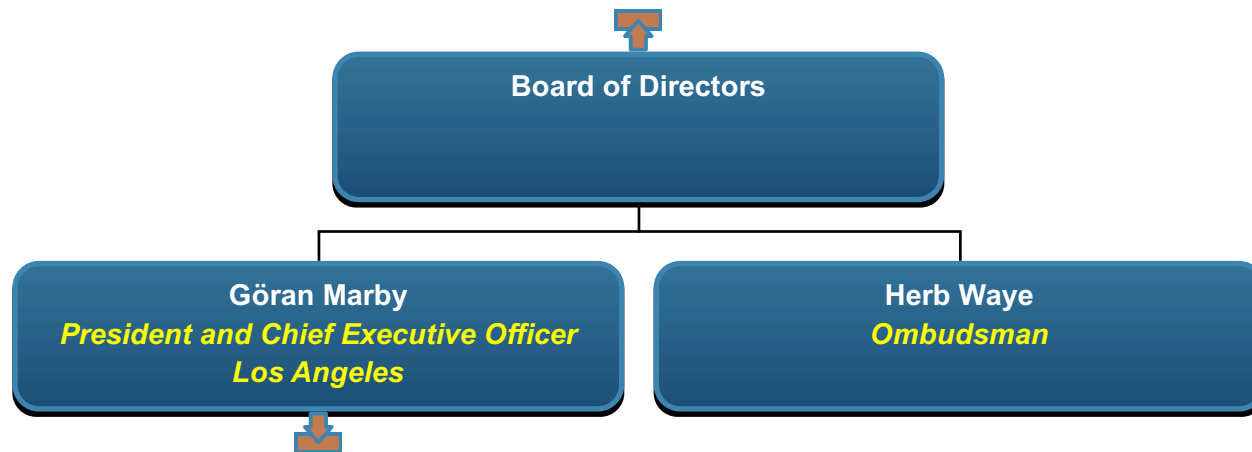 Board of Directors
Göran Marby
President and Chief Executive Officer
Los Angeles
Herb Waye
Ombudsman